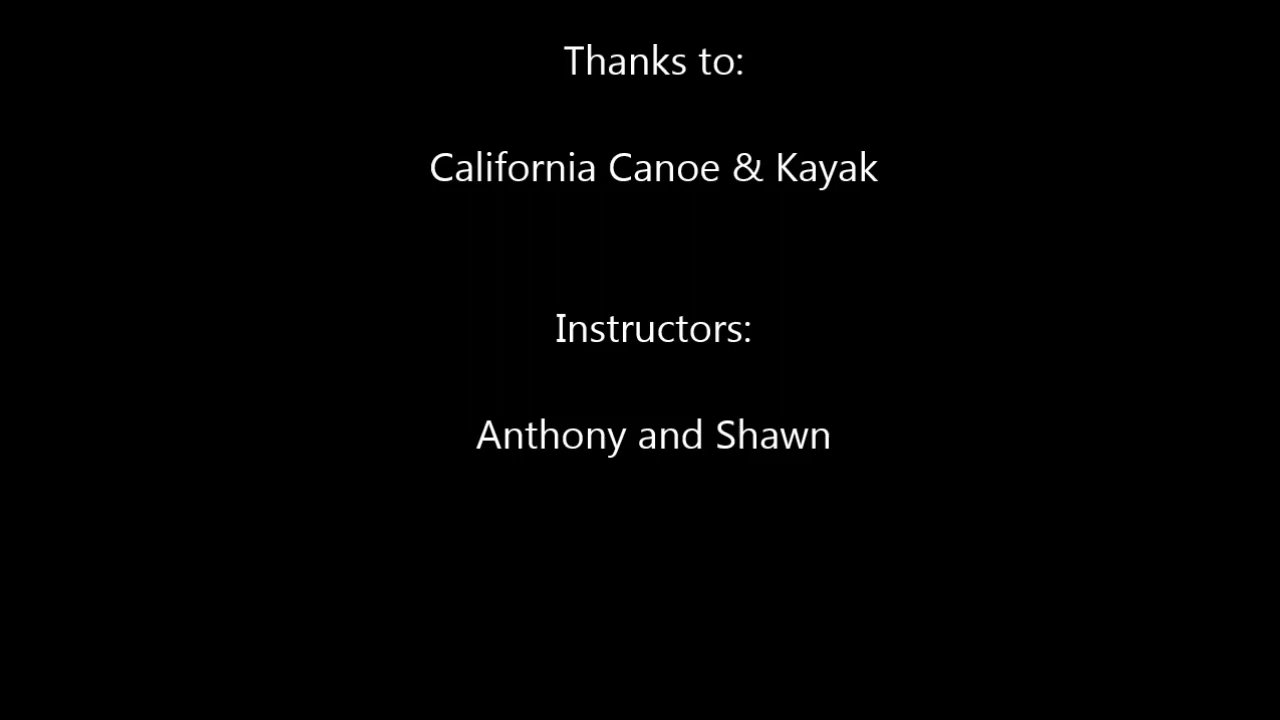 Thanks to:
California Canoe & Kayak
Instructors:
Anthony and Shawn